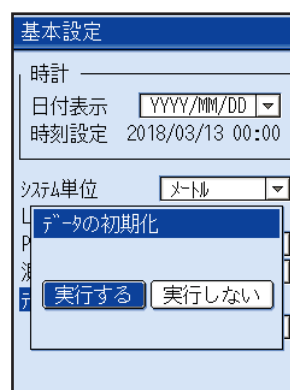 基本設定
時計
日付表示 YYYY/MM/DD
時刻設定 2018/03/13 00:00
システム単位 メートル
L
P
データの初期化
実行する 実行しない